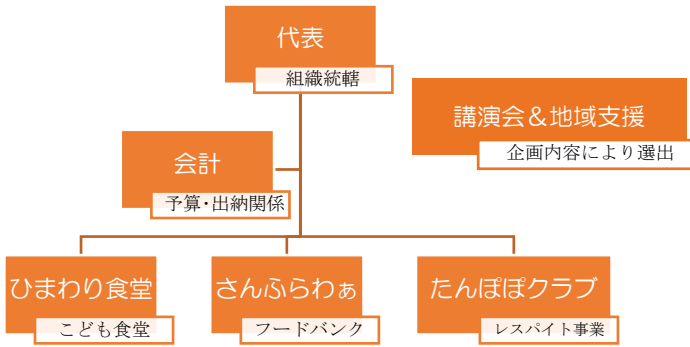 代表
組織統轄
講演会＆地域支援
企画内容により選出
会計
予算・出納関係
ひまわり食堂
こども食堂
さんふらわぁ
フードバンク
たんぽぽクラブ
レスパイト事業